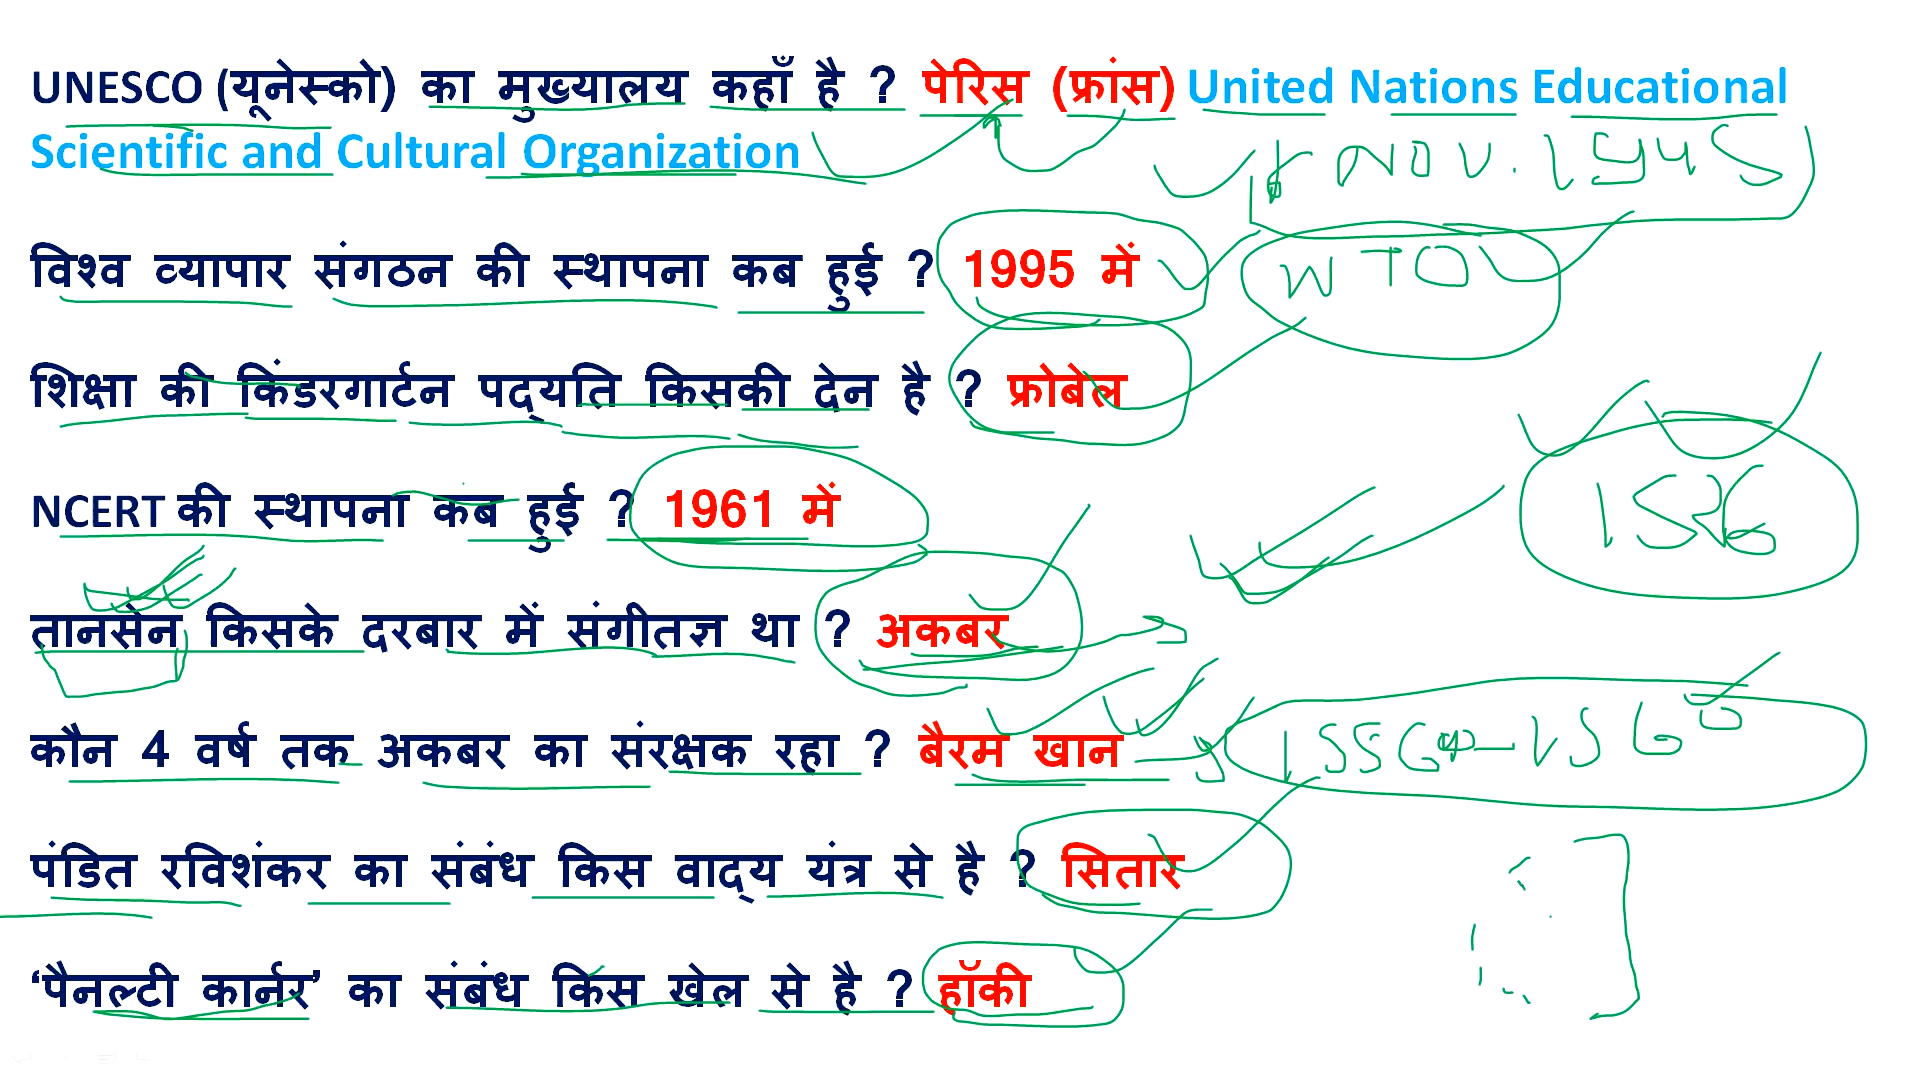 UNESCO (यूनेस्को) का मुख्यालय कहाँ है ? पेरिस (फ्रांस) United Nations Educational
Scientific and Cultural Organization
NOV. 1945
विश्व व्यापार संगठन की स्थापना कब हुई ? 1995 में WTO
शिक्षा की किंडरगार्टन पद्यति किसकी देन है ? फ्रोबेल
NCERT की स्थापना कब हुई ? 1961 में
1526
तानसेन किसके दरबार में संगीतज्ञ था ? अकबर
कौन 4 वर्ष तक अकबर का संरक्षक रहा ? बैरम खान 1556-1560
पंडित रविशंकर का संबंध किस वाद्य यंत्र से है ? सितार
‘पैनल्टी कार्नर’ का संबंध किस खेल से है ? हॉकी